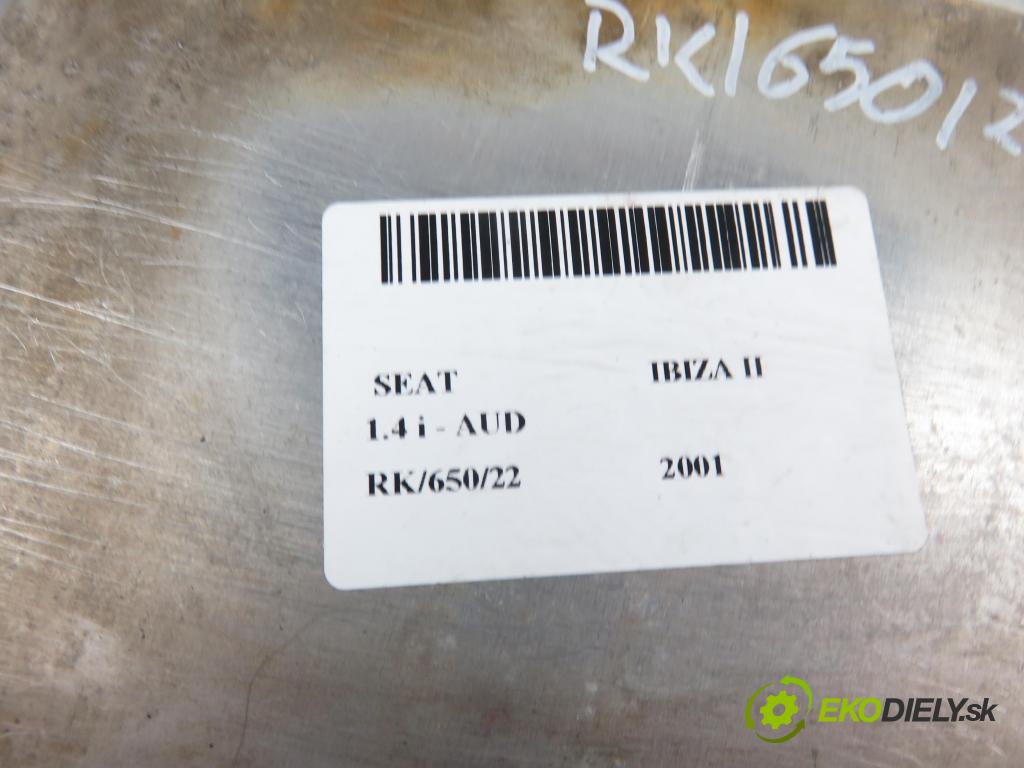 RK/650/2
SEAT IBIZA II
1.4 i - AUD
RK/650/22 2001
EKODIELY.sk